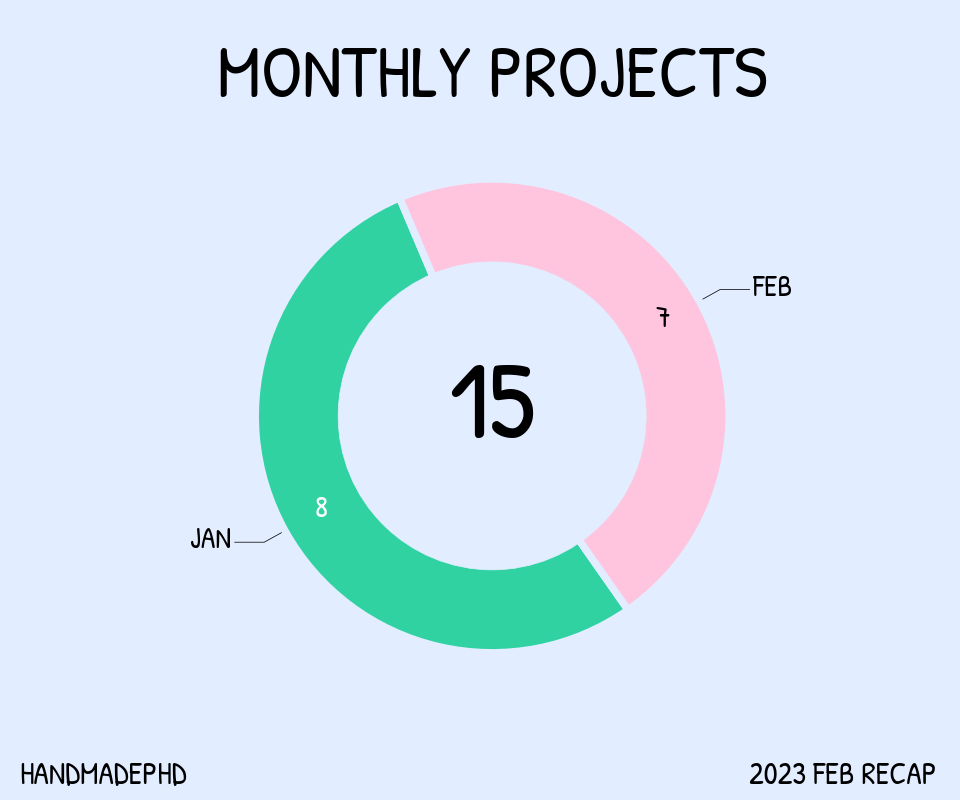 MONTHLY PROJECTS
FEB
7
15
8
JAN
HANDMADEPHD
2023 FEB RECAP